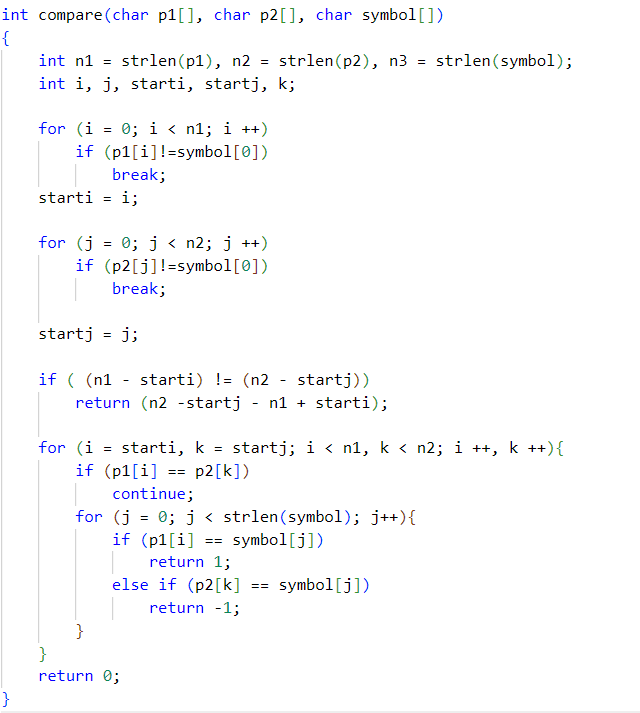 int compare(char p1[], char p2[], char symbol[])
{
    int n1 = strlen(p1), n2 = strlen(p2), n3 = strlen(symbol);
    int i, j, starti, startj, k;

    for (i = 0; i < n1; i ++)
        if (p1[i]!=symbol[0])
            break;
    starti = i;

    for (j = 0; j < n2; j ++)
        if (p2[j]!=symbol[0])
            break;

    startj = j;

    if ( (n1 - starti) != (n2 - startj))
        return (n2 -startj - n1 + starti);

    for (i = starti, k = startj; i < n1, k < n2; i ++, k ++){
        if (p1[i] == p2[k])
            continue;
        for (j = 0; j < strlen(symbol); j++){
            if (p1[i] == symbol[j])
                return 1;
            else if (p2[k] == symbol[j])
                return -1;
        }
    }
    return 0;
}